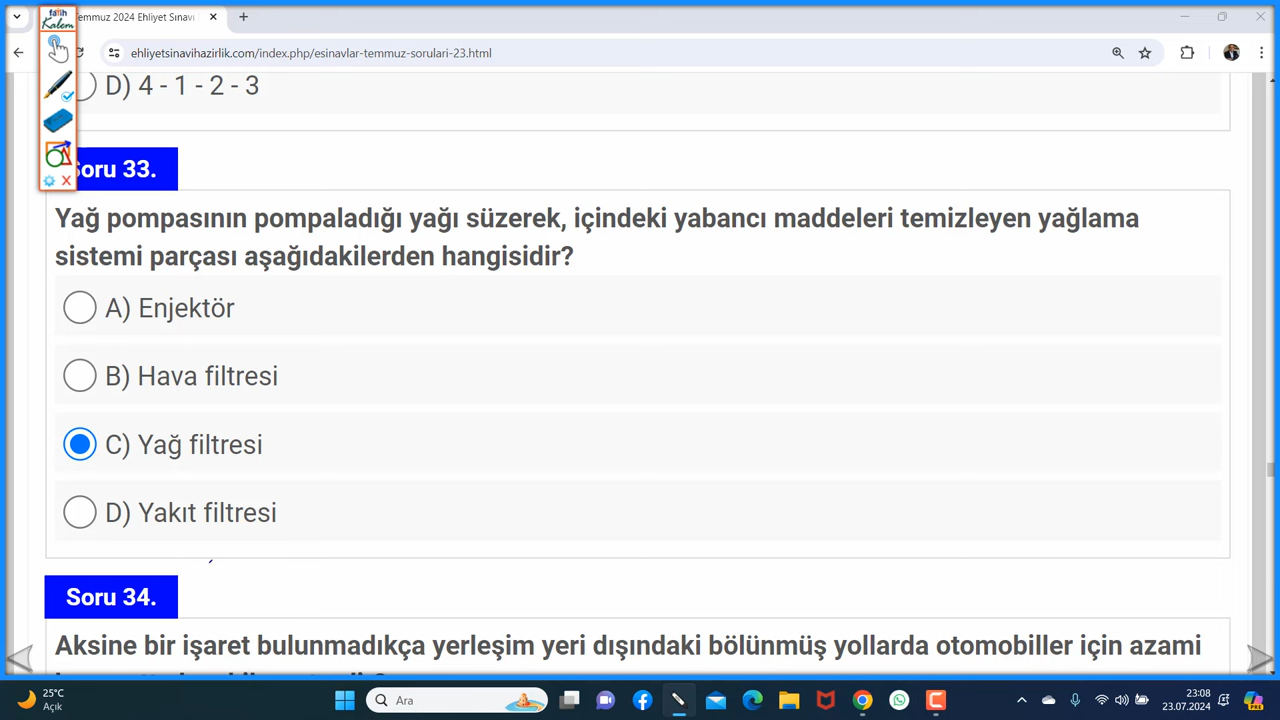 fatih
Kalem
emmuz 2024 Ehliyet Sınavı
ehliyetsinavihazirlik.com/index.php/esinavlar-temmuz-sorulari-23.html
D) 4 - 1 - 2 - 3
Soru 33.
Yağ pompasının pompaladığı yağı süzerek, içindeki yabancı maddeleri temizleyen yağlama
sistemi parçası aşağıdakilerden hangisidir?
A) Enjektör
B) Hava filtresi
C) Yağ filtresi
D) Yakıt filtresi
Soru 34.
Aksine bir işaret bulunmadıkça yerleşim yeri dışındaki bölünmüş yollarda otomobiller için azami
25°C
Açık
Ara
23:08
23.07.2024